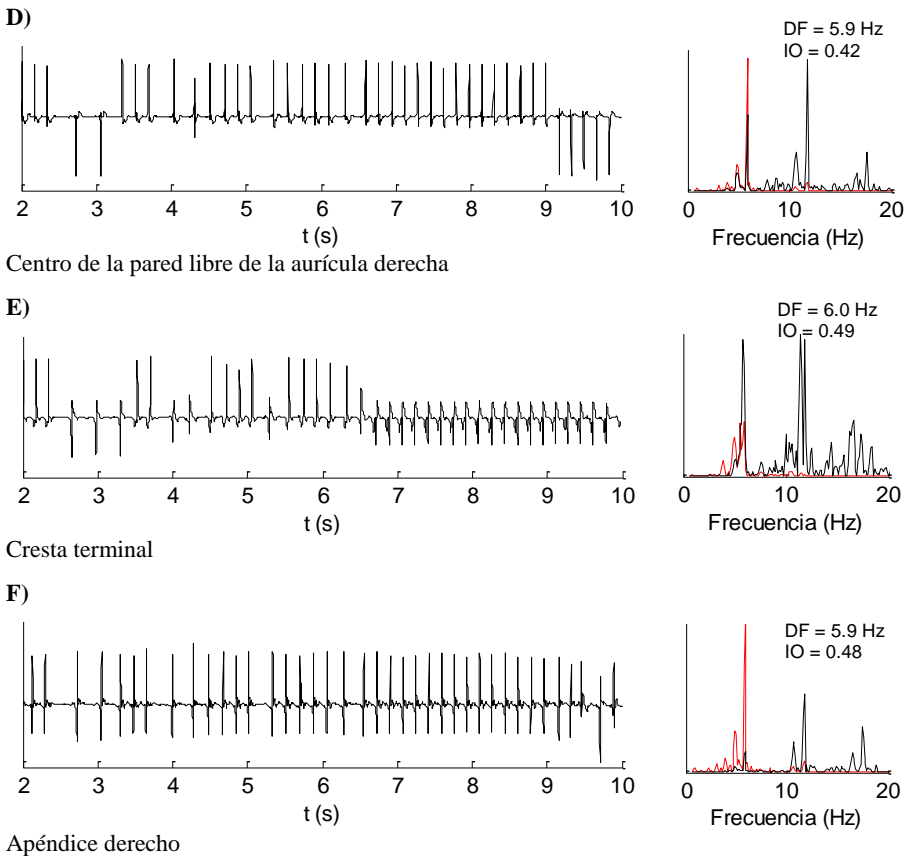 D)
DF = 5.9 Hz
IO = 0.42
2 3 4 5 6 7 8 9 10
0 10 20
t (s)
Frecuencia (Hz)
Centro de la pared libre de la aurícula derecha
E)
DF = 6.0 Hz
IO = 0.49
2 3 4 5 6 7 8 9 10
0 10 20
t (s)
Frecuencia (Hz)
Cresta terminal
F)
DF = 5.9 Hz
IO = 0.48
2 3 4 5 6 7 8 9 10
0 10 20
t (s)
Frecuencia (Hz)
Apéndice derecho